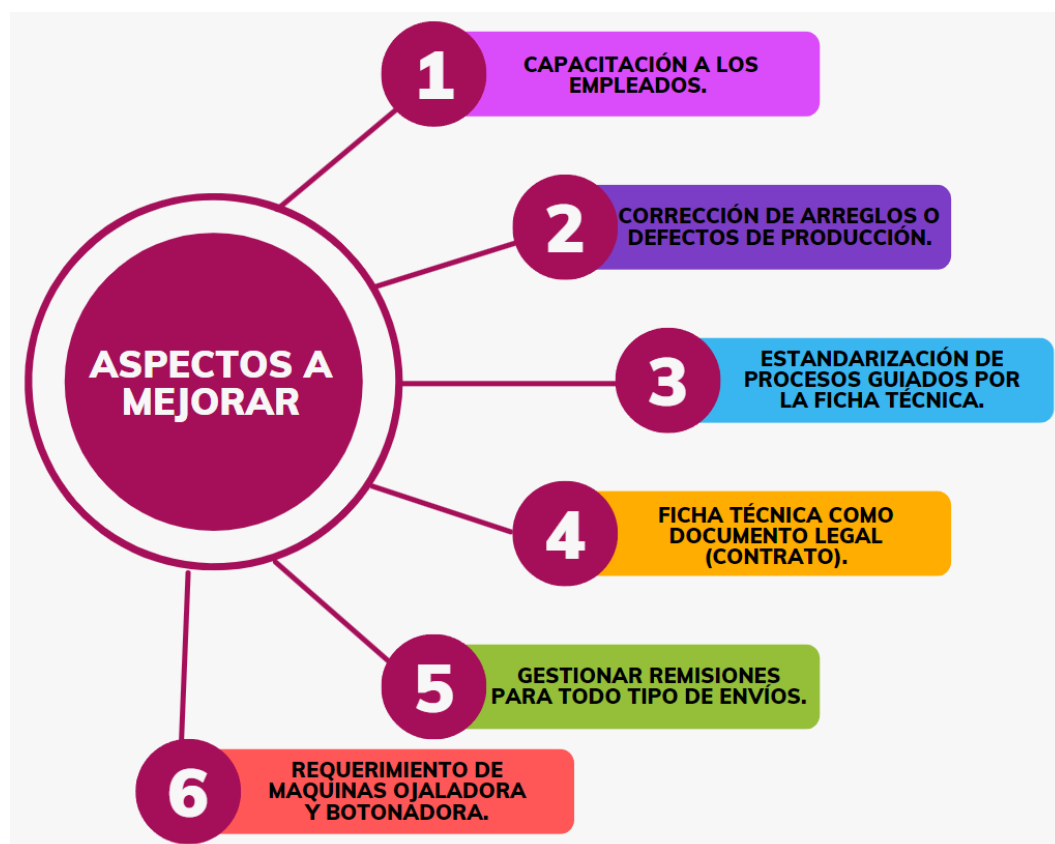 ASPECTOS A
MEJORAR
1
CAPACITACIÓN A LOS
EMPLEADOS.
2
CORRECCIÓN DE ARREGLOS O
DEFECTOS DE PRODUCCIÓN.
3
ESTANDARIZACIÓN DE
PROCESOS GUIADOS POR
LA FICHA TÉCNICA.
4
FICHA TÉCNICA COMO
DOCUMENTO LEGAL
(CONTRATO).
5
GESTIONAR REMISIONES
PARA TODO TIPO DE ENVÍOS.
6
REQUERIMIENTO DE
MAQUINAS OJALADORA
Y BOTONADORA.